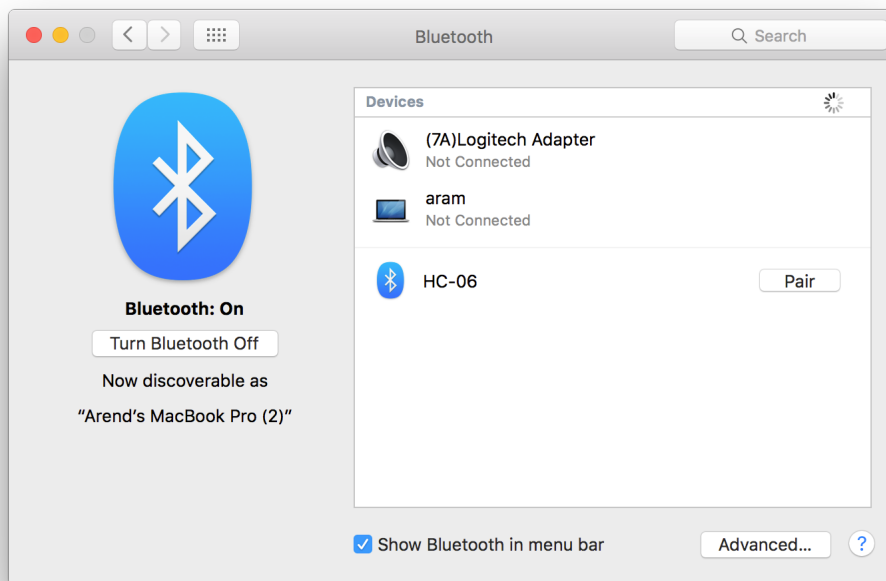 Bluetooth
Search
Bluetooth: On
Turn Bluetooth Off
Now discoverable as
“Arend’s MacBook Pro (2)”
Devices
(7A)Logitech Adapter
Not Connected
aram
Not Connected
HC-06
Pair
Show Bluetooth in menu bar
Advanced...
?